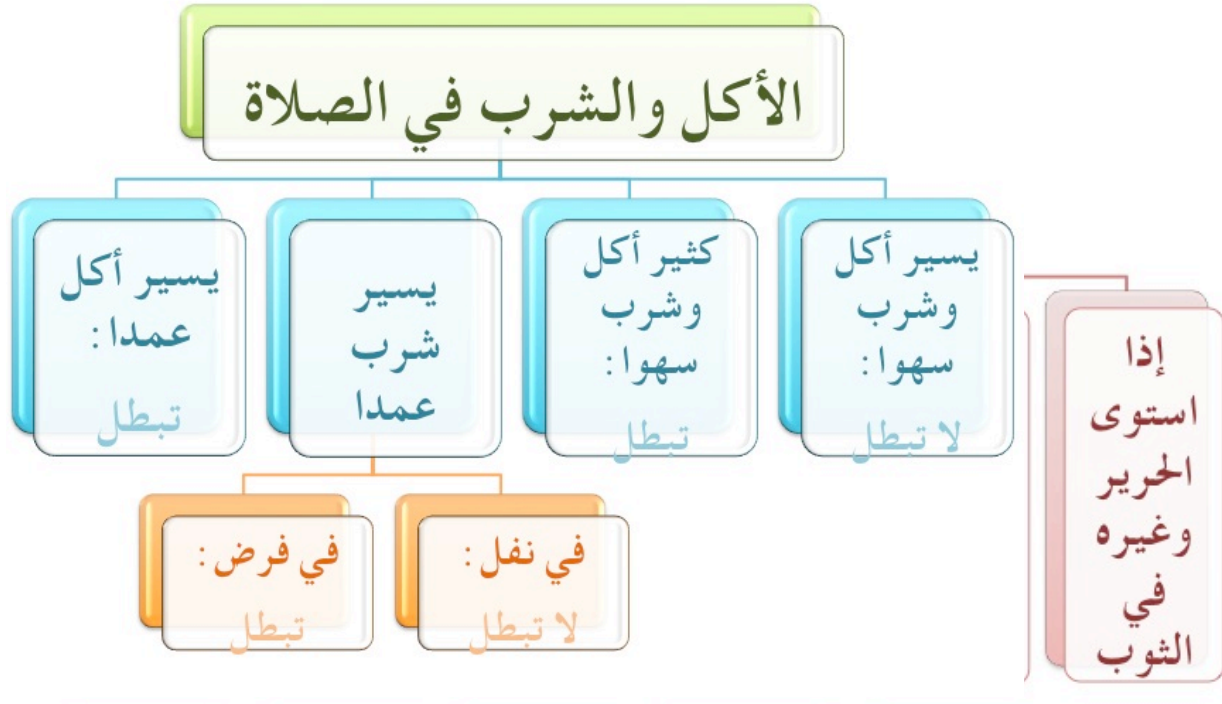 الأكل والشرب في الصلاة
يسير أكل
وشرب
سهوا:
لا تبطل
كثير أكل
وشرب
سهوا:
تبطل
يسير
شرب
عمدا
يسير أكل
عمدا:
تبطل
في نفل:
لا تبطل
في فرض:
تبطل
إذا
استوى
الحرير
وغيره
في
الثوب